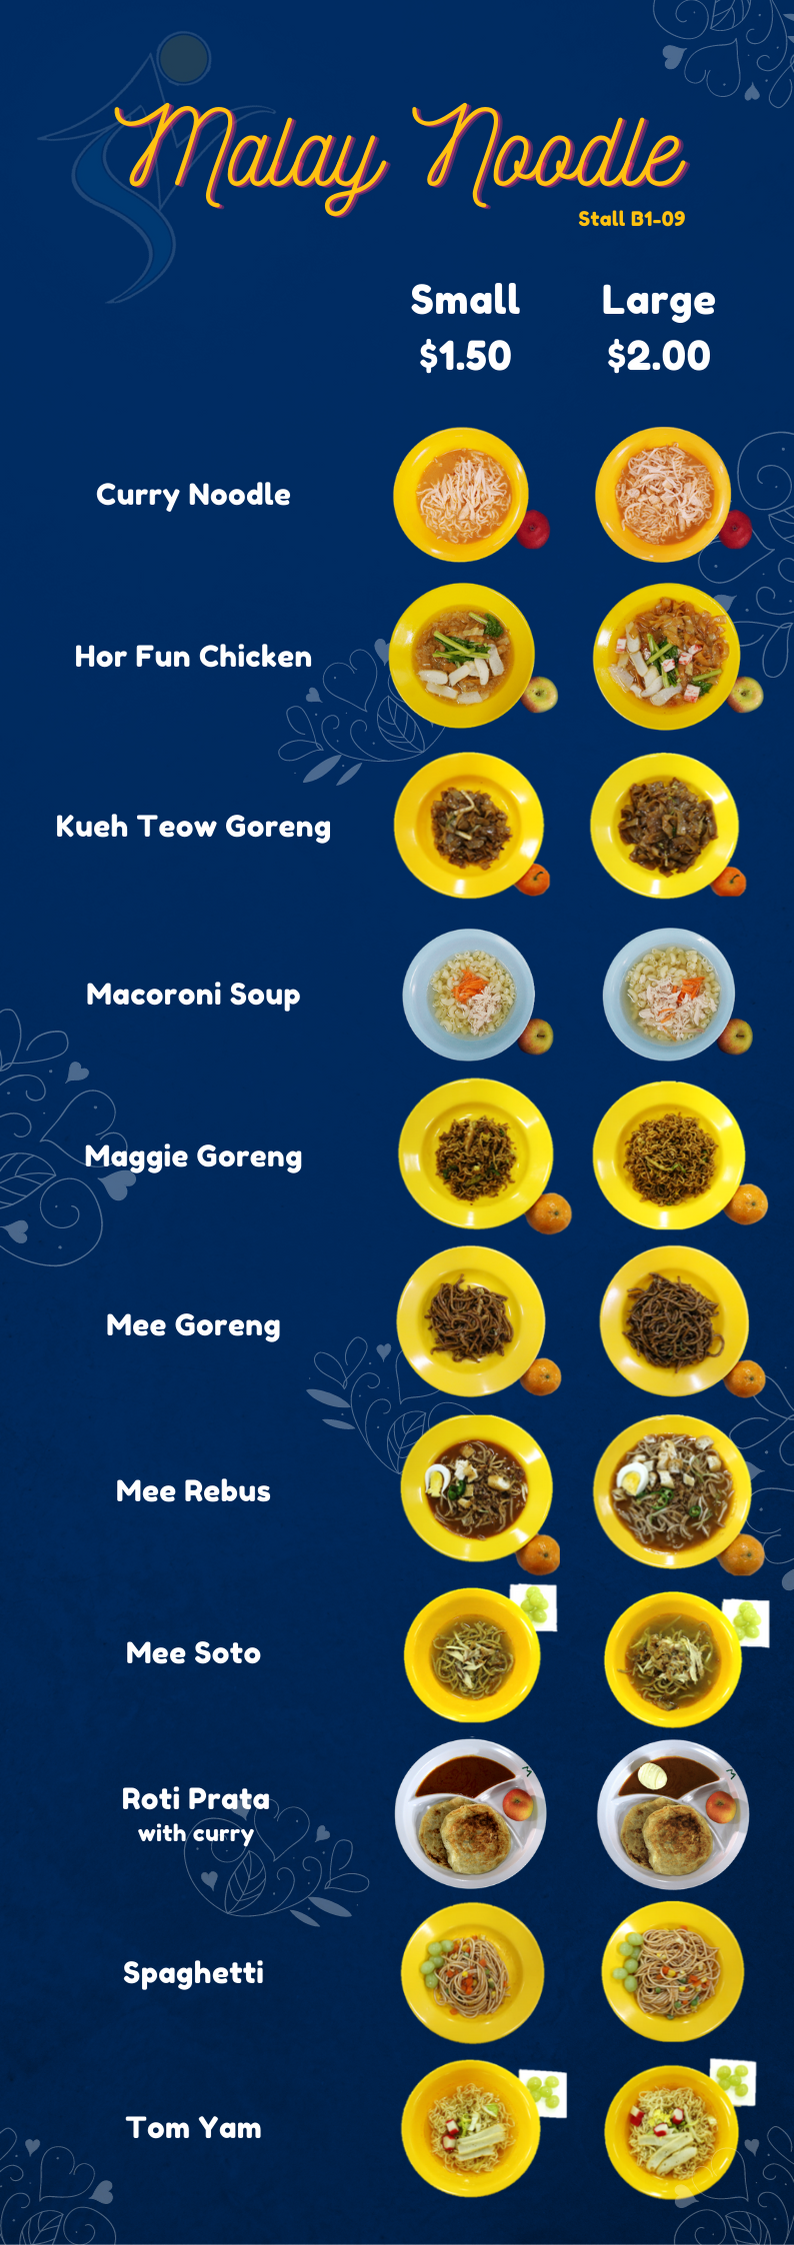 Malay Noodle
Stall B1-09
Small Large
$1.50 $2.00
Curry Noodle
Hor Fun Chicken
Kueh Teow Goreng
Macoroni Soup
Maggie Goreng
Mee Goreng
Mee Rebus
Mee Soto
Roti Prata
with curry
Spaghetti
Tom Yam